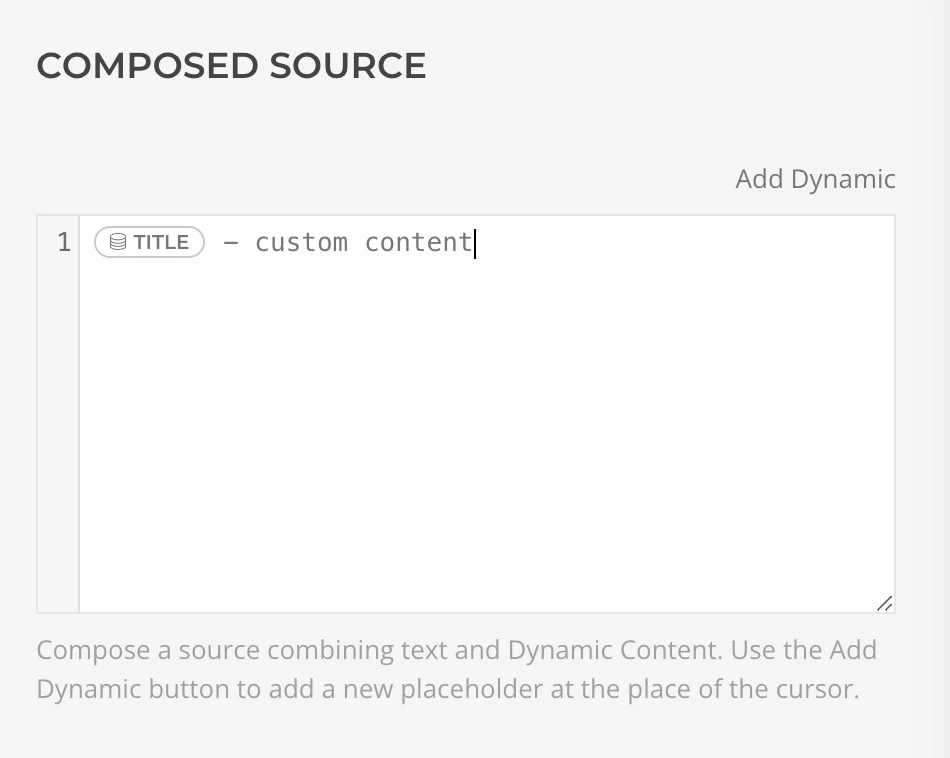 COMPOSED SOURCE
Add Dynamic
1 TITLE – custom content
Compose a source combining text and Dynamic Content. Use the Add
Dynamic button to add a new placeholder at the place of the cursor.